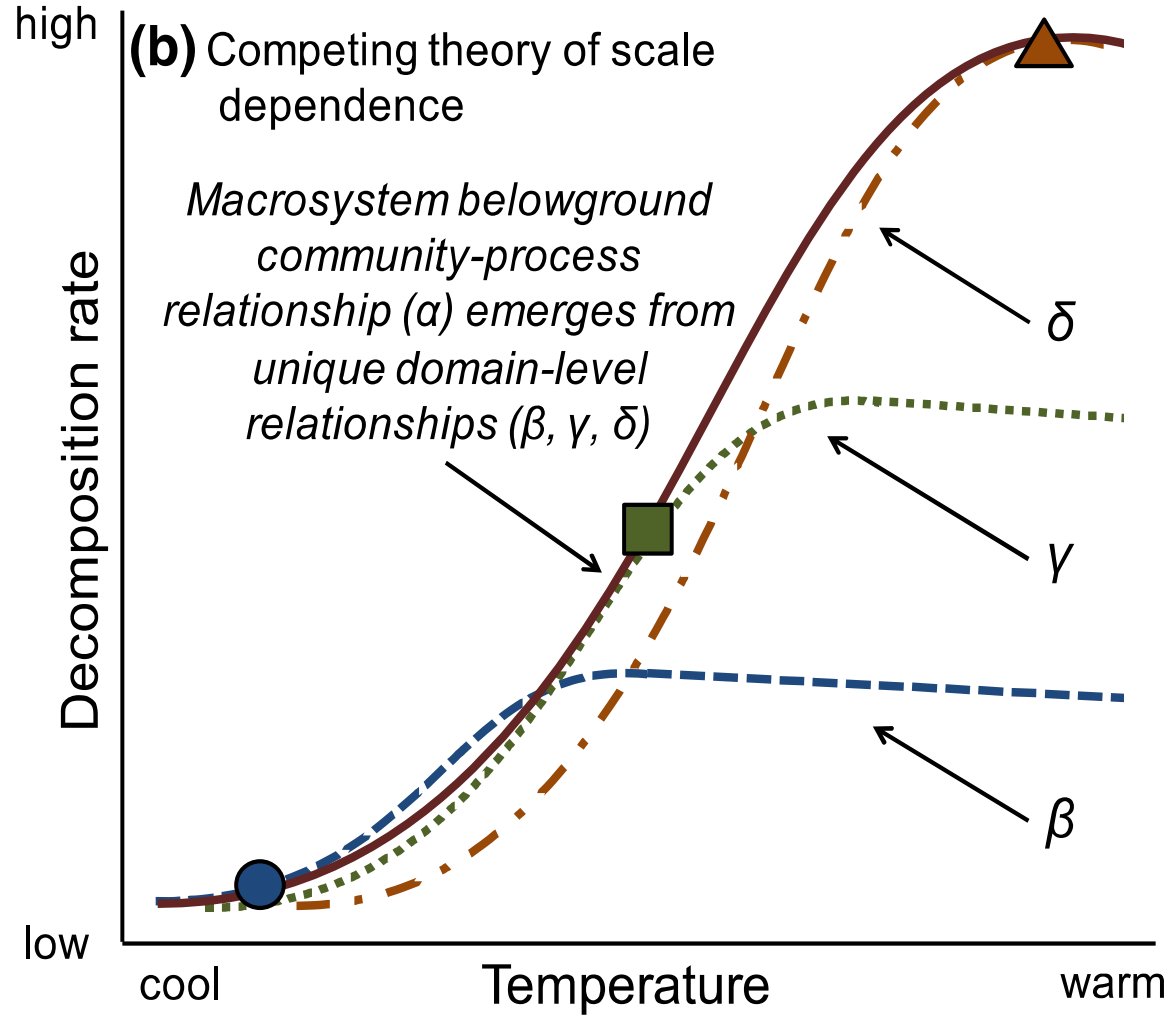 high
(b) Competing theory of scale
dependence
Macrosystem belowground
community-process
relationship (α) emerges from
unique domain-level
relationships (β, γ, δ)
δ
γ
β
Decomposition rate
low
cool
Temperature
warm